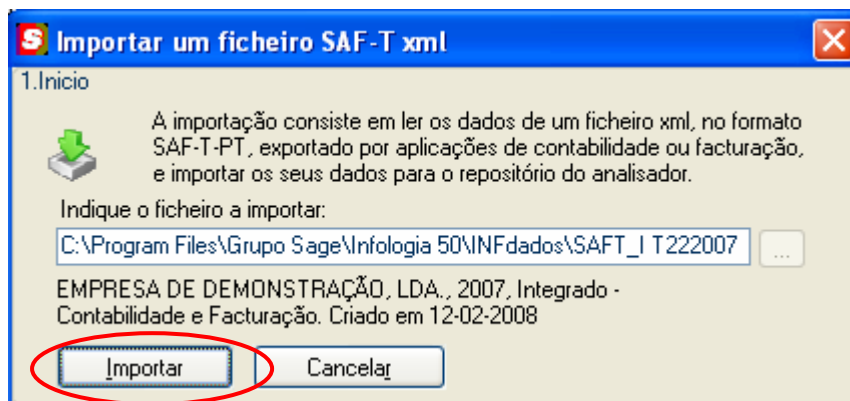 S Importar um ficheiro SAF-T xml
1.Inicio
A importação consiste em ler os dados de um ficheiro xml, no formato
SAF-T-PT, exportado por aplicações de contabilidade ou facturação,
e importar os seus dados para o repositório do analisador.
Indique o ficheiro a importar:
C:\Program Files\Grupo Sage\Infologia 50\INFdados\SAFT_I T222007 ...
EMPRESA DE DEMONSTRAÇÃO, LDA., 2007, Integrado -
Contabilidade e Facturação. Criado em 12-02-2008
Importar Cancelar